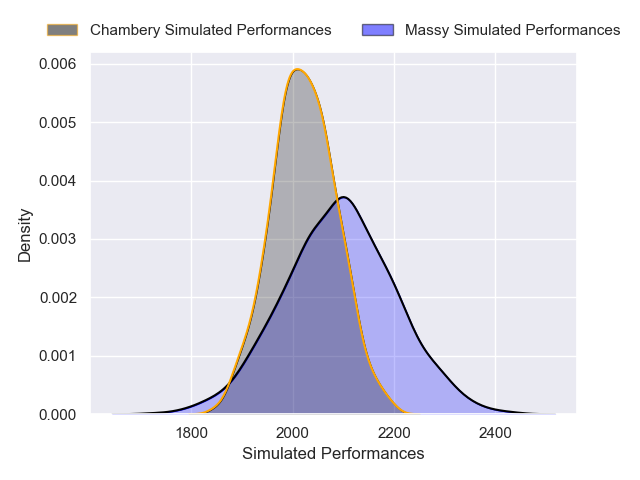 Chambery Simulated Performances
Massy Simulated Performances
0.006
0.005
0.004
0.003
0.002
0.001
0.000
Density
1800
2000
2200
2400
Simulated Performances